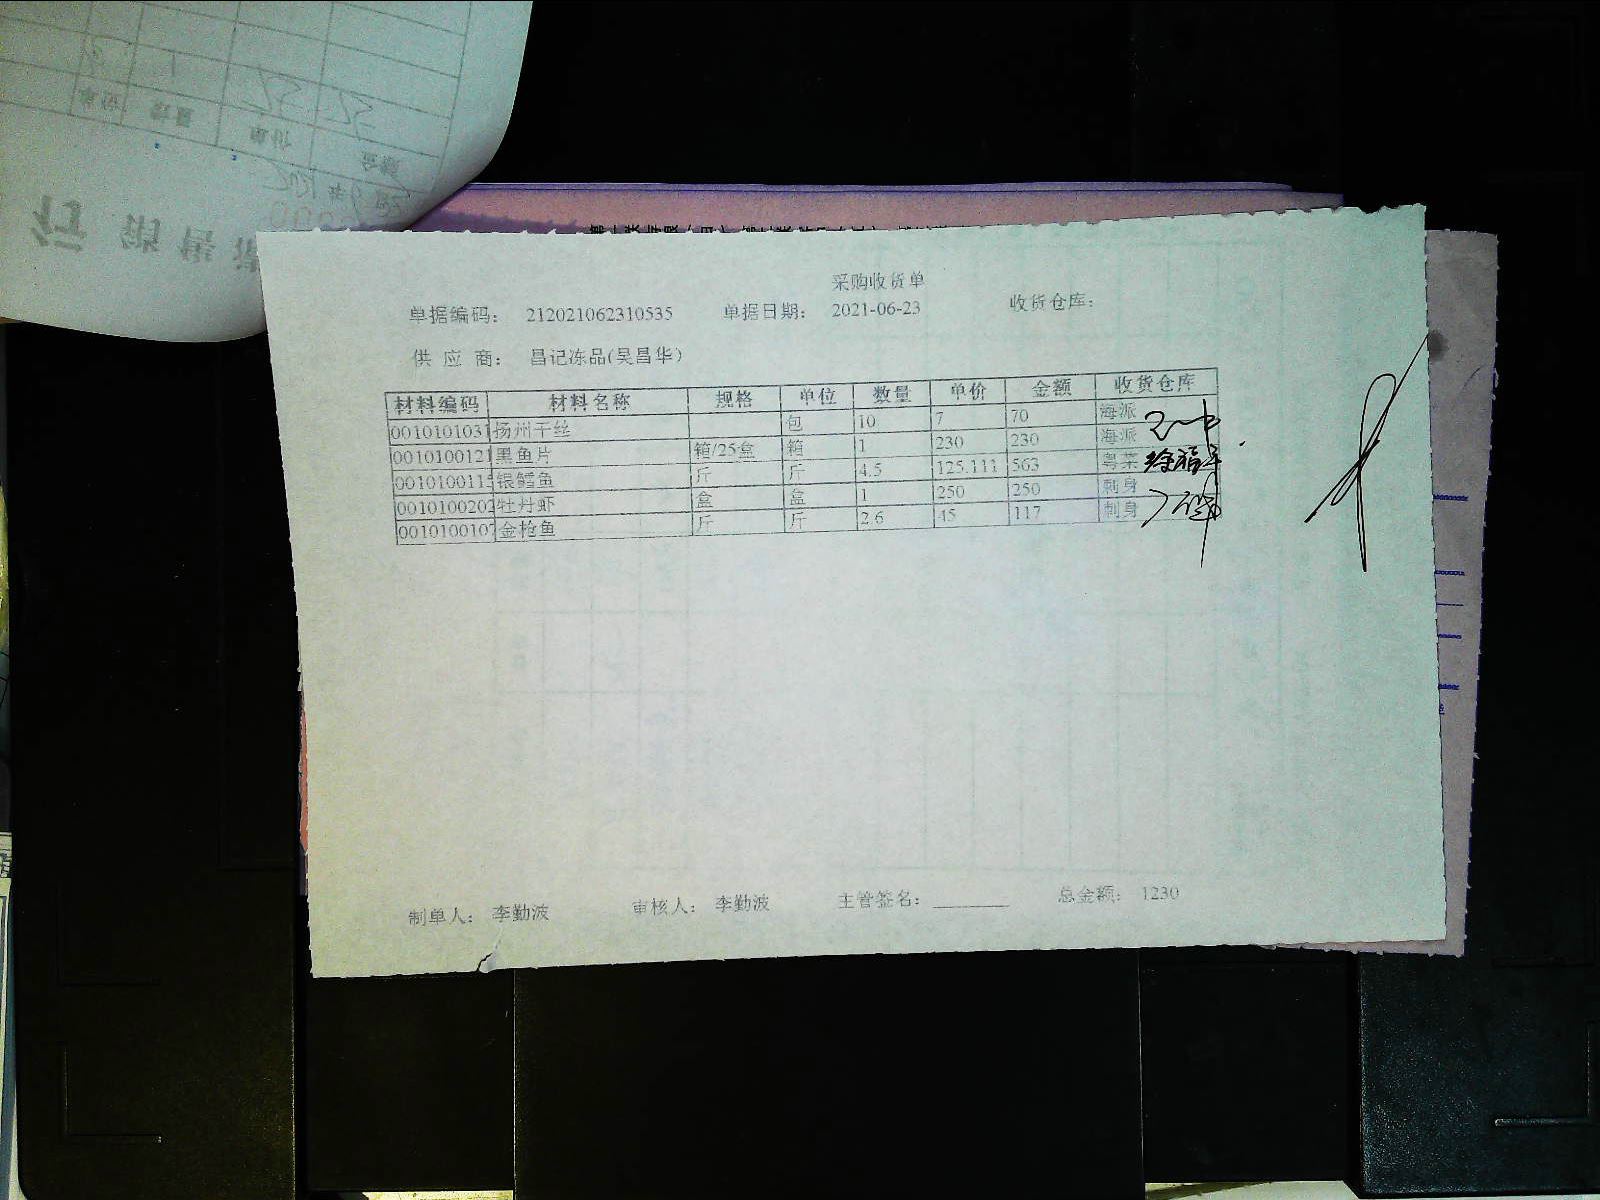 采购收货单
单据编码： 212021062310535 单据日期： 2021-06-23 收货仓库：
供 应 商： 昌记冻品(吴昌华)
材料编码 材料名称 规格 单位 数量 单价 金额 收货仓库
0010101031 扬州干丝 包 10 7 70 海派
0010100121 黑鱼片 箱/25盒 箱 1 230 230 海派
001010011 银鳕鱼 斤 斤 4.5 125.111 563 粤菜
0010100202 牡丹虾 盒 盒 1 250 250 刺身
0010100107 金枪鱼 斤 斤 2.6 45 117 刺身
制单人： 李勤波 审核人： 李勤波 主管签名： 总金额： 1230